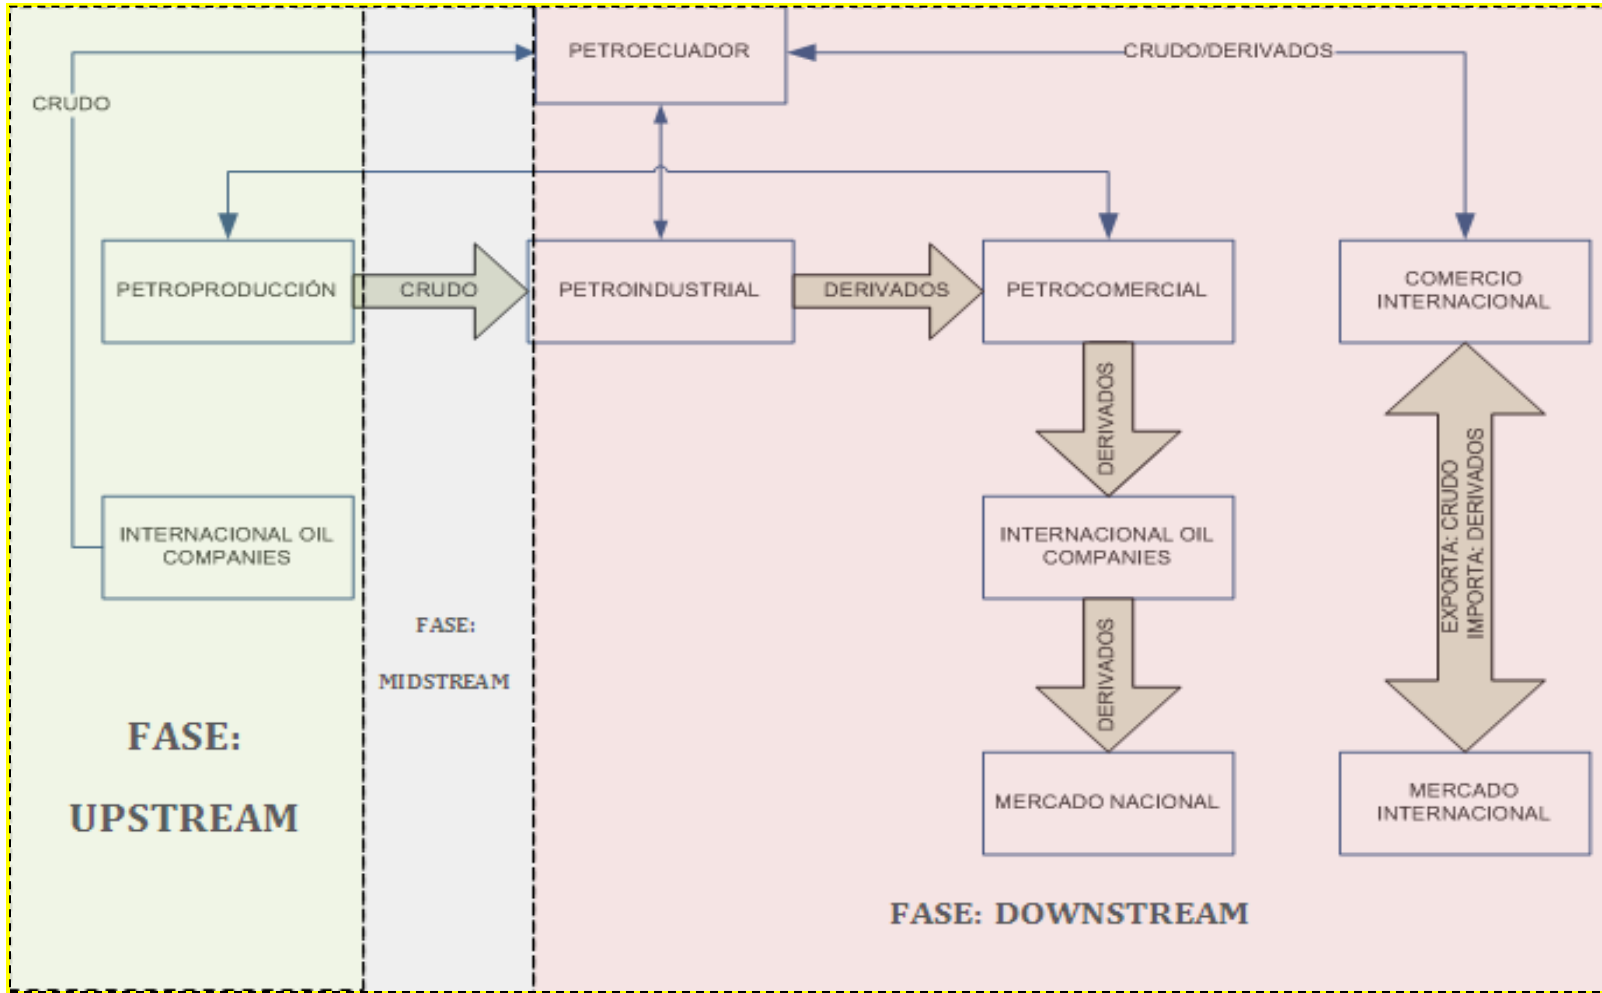 PETROECUADOR
CRUDO/DERIVADOS
CRUDO
PETROPRODUCCIÓN
CRUDO
PETROINDUSTRIAL
DERIVADOS
PETROCOMERCIAL
COMERCIO
INTERNACIONAL
DERIVADOS
EXPORTA: CRUDO
IMPORTA: DERIVADOS
INTERNACIONAL OIL
COMPANIES
INTERNACIONAL OIL
COMPANIES
FASE:
MIDSTREAM
DERIVADOS
FASE:
UPSTREAM
MERCADO NACIONAL
MERCADO
INTERNACIONAL
FASE: DOWNSTREAM